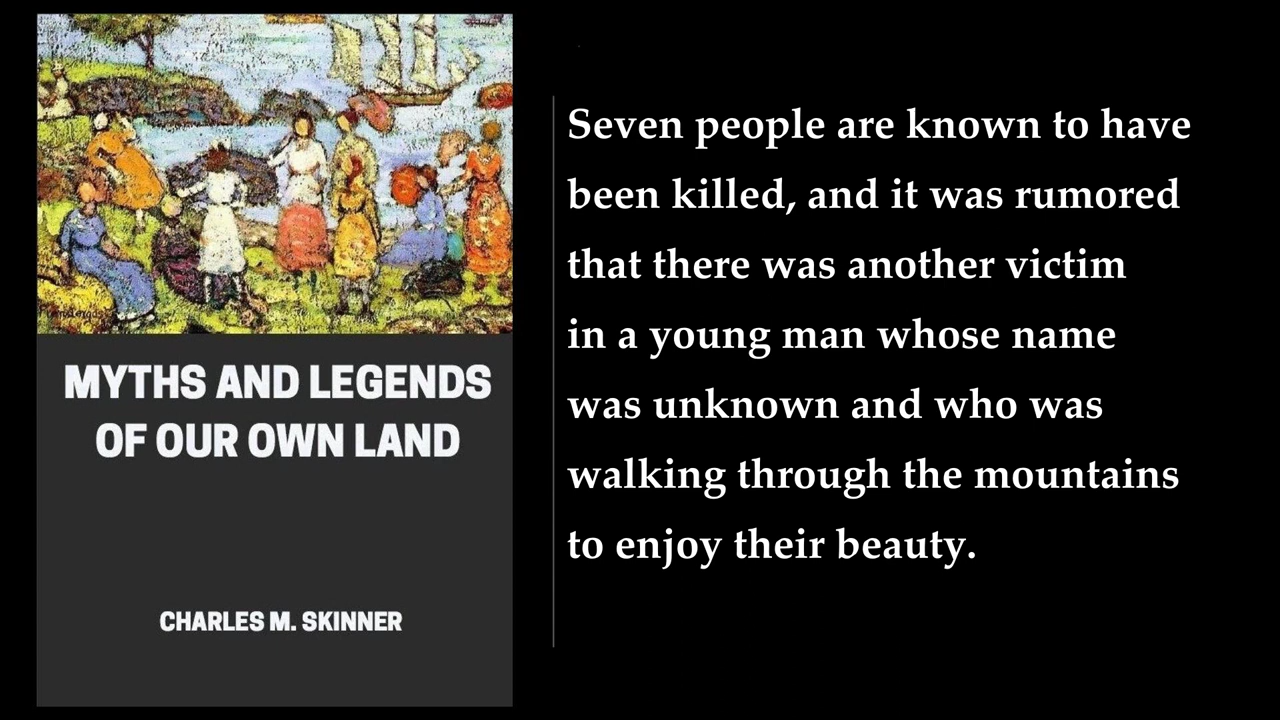 MYTHS AND LEGENDS
OF OUR OWN LAND
CHARLES M. SKINNER
Seven people are known to have
been killed, and it was rumored
that there was another victim
in a young man whose name
was unknown and who was
walking through the mountains
to enjoy their beauty.